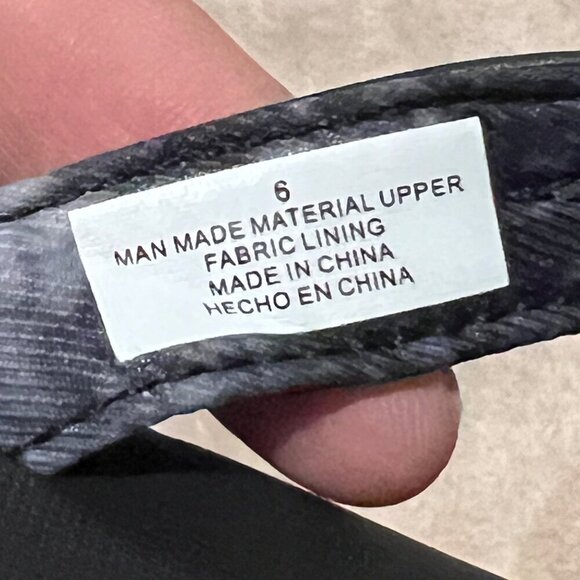 6
MAN MADE MATERIAL UPPER
FABRIC LINING
MADE IN CHINA
HECHO EN CHINA